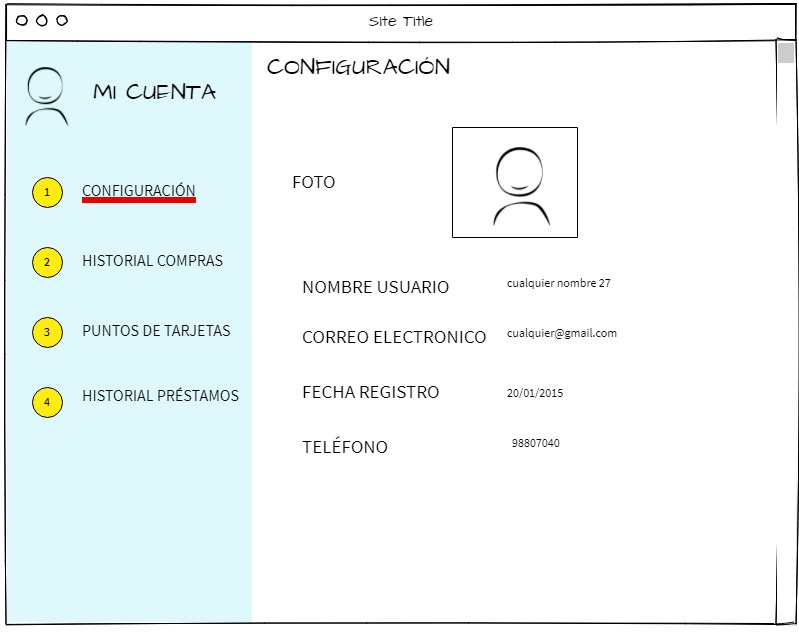 Site Title
MI CUENTA
1 CONFIGURACIÓN
2 HISTORIAL COMPRAS
3 PUNTOS DE TARJETAS
4 HISTORIAL PRÉSTAMOS
CONFIGURACIÓN
FOTO
NOMBRE USUARIO cualquier nombre 27
CORREO ELECTRONICO cualquier@gmail.com
FECHA REGISTRO 20/01/2015
TELÉFONO 98807040